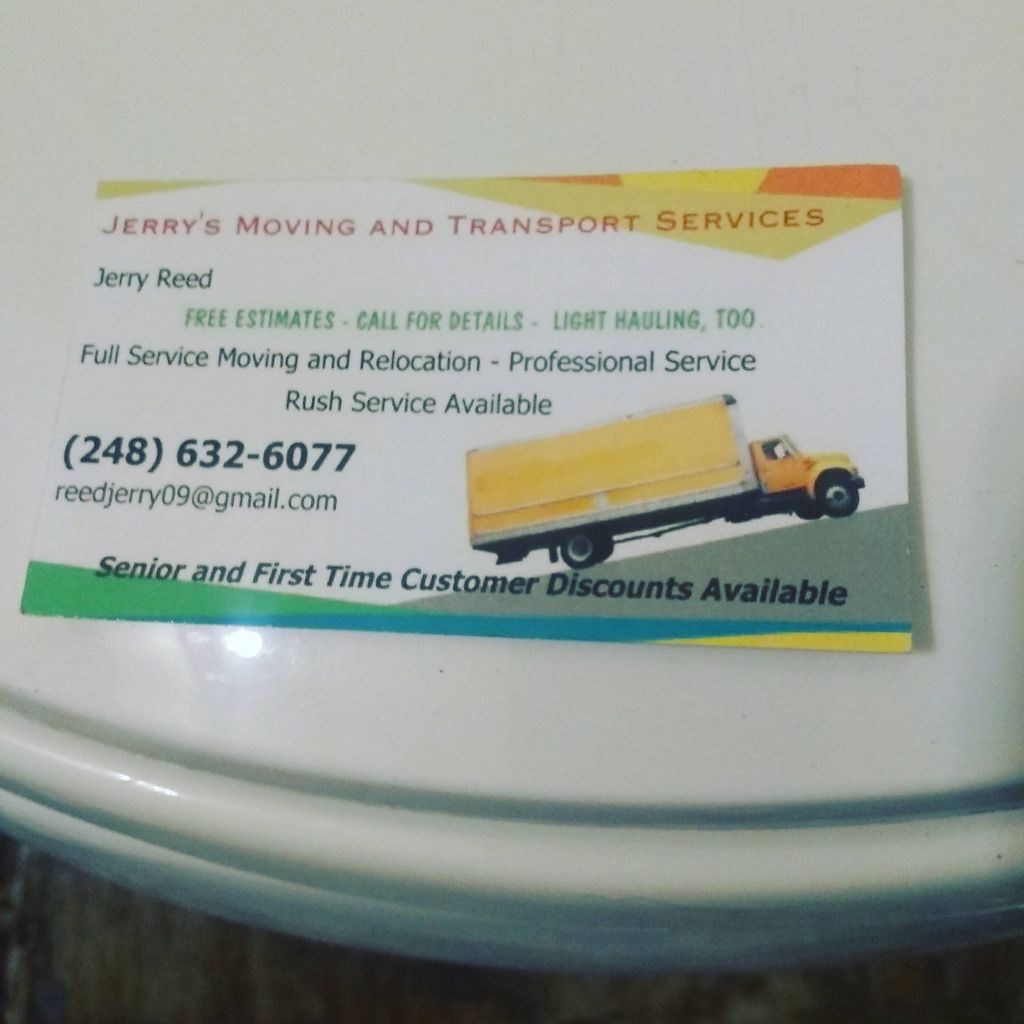 Jerry's Moving and Transport Services
Jerry Reed
FREE ESTIMATES - CALL FOR DETAILS - LIGHT HAULING, TOO.
Full Service Moving and Relocation - Professional Service
Rush Service Available
(248) 632-6077
reedjerry09@gmail.com
Senior and First Time Customer Discounts Available